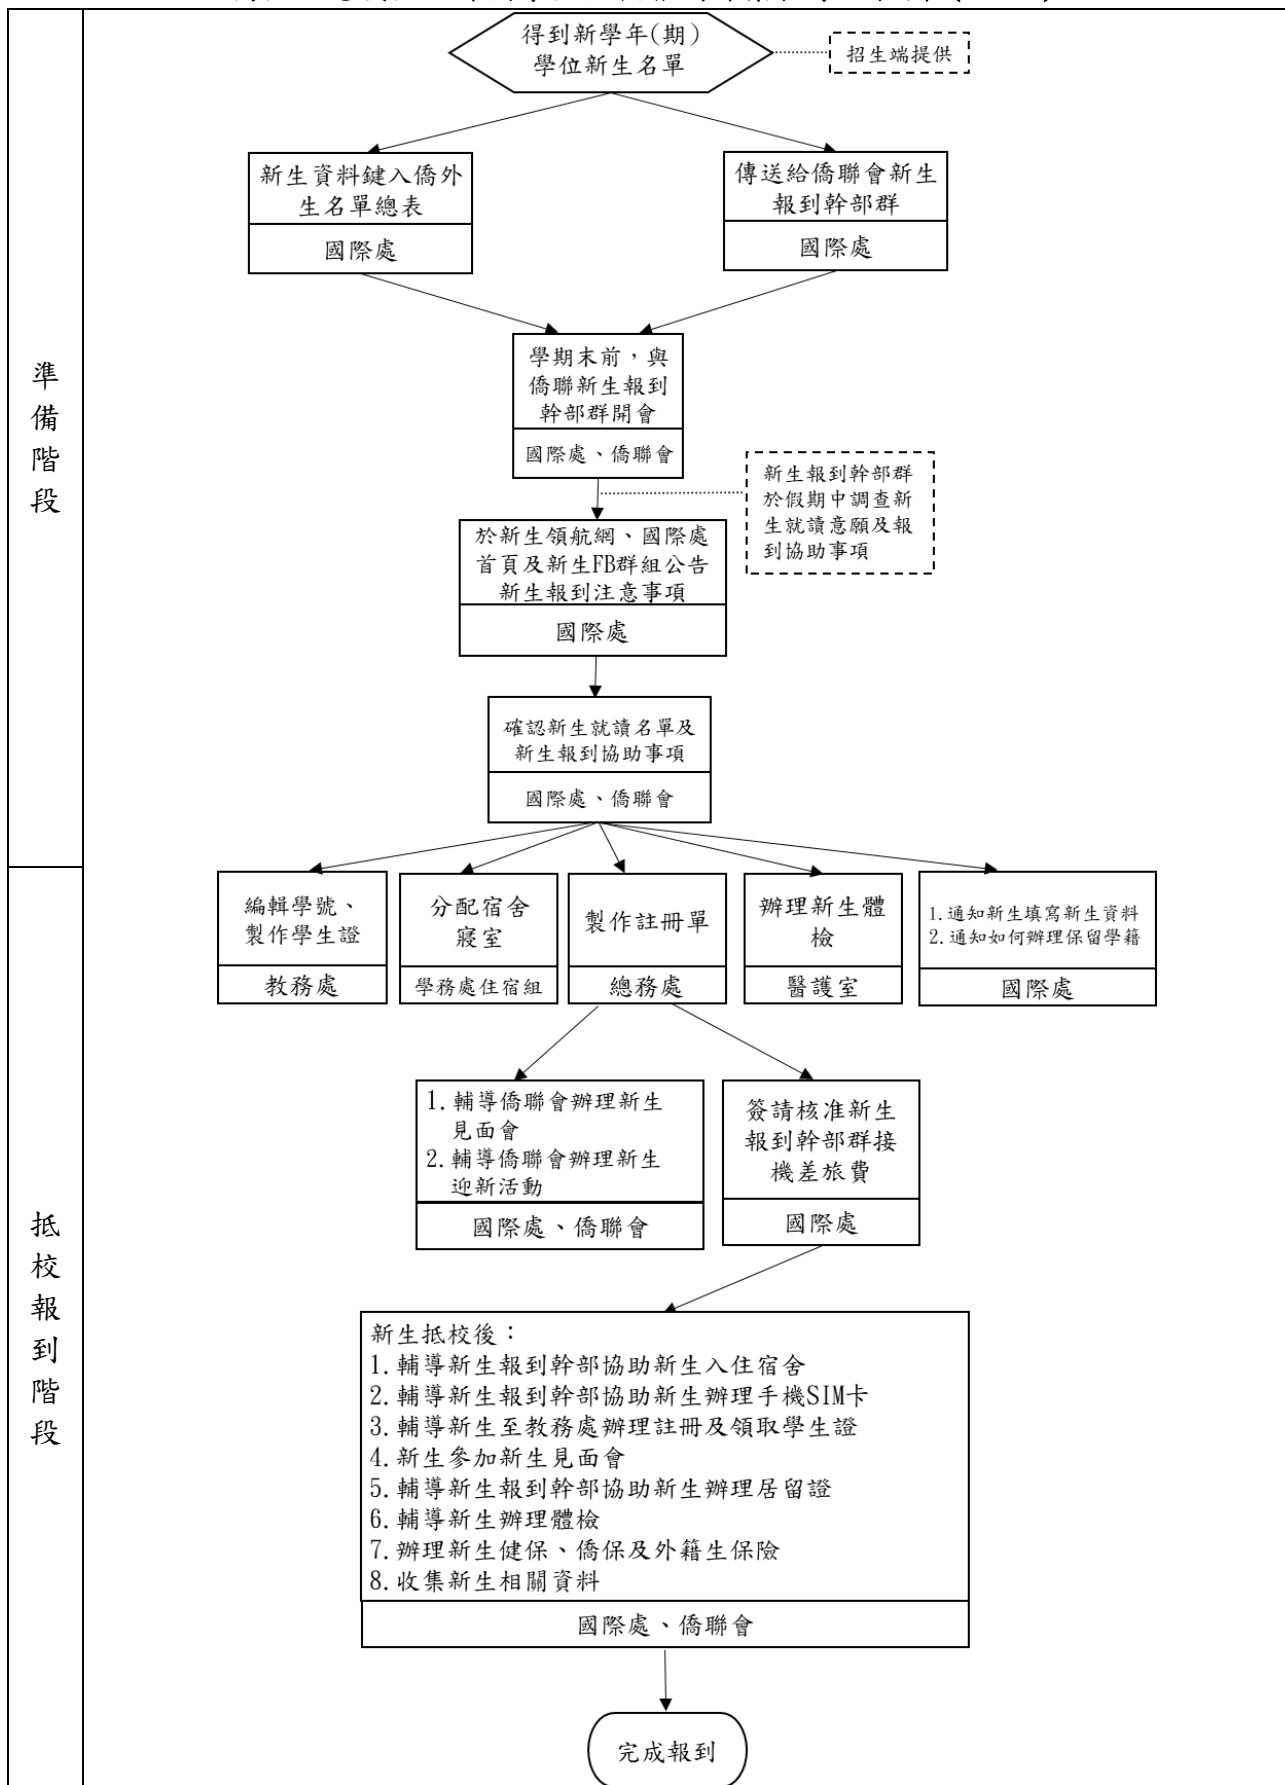 得到新學年(期)
學位新生名單
招生端提供
新生資料鍵入僑外
生名單總表
國際處
傳送給僑聯會新生
報到幹部群
國際處
準備階段
學期末前，與
僑聯新生報到
幹部群開會
國際處、僑聯會
新生報到幹部群
於假期中調查新
生就讀意願及報
到協助事項
於新生領航網、國際處
首頁及新生FB群組公告
新生報到注意事項
國際處
確認新生就讀名單及
新生報到協助事項
國際處、僑聯會
編輯學號、
製作學生證
教務處
分配宿舍
寢室
學務處住宿組
製作註冊單
總務處
辦理新生體
檢
醫護室
1.通知新生填寫新生資料
2.通知如何辦理保留學籍
國際處
抵校報到階段
1.輔導僑聯會辦理新生
見面會
2.輔導僑聯會辦理新生
迎新活動
國際處、僑聯會
簽請核准新生
報到幹部群接
機差旅費
國際處
新生抵校後：
1.輔導新生報到幹部協助新生入住宿舍
2.輔導新生報到幹部協助新生辦理手機SIM卡
3.輔導新生至教務處辦理註冊及領取學生證
4.新生參加新生見面會
5.輔導新生報到幹部協助新生辦理居留證
6.輔導新生辦理體檢
7.辦理新生健保、僑保及外籍生保險
8.收集新生相關資料
國際處、僑聯會
完成報到